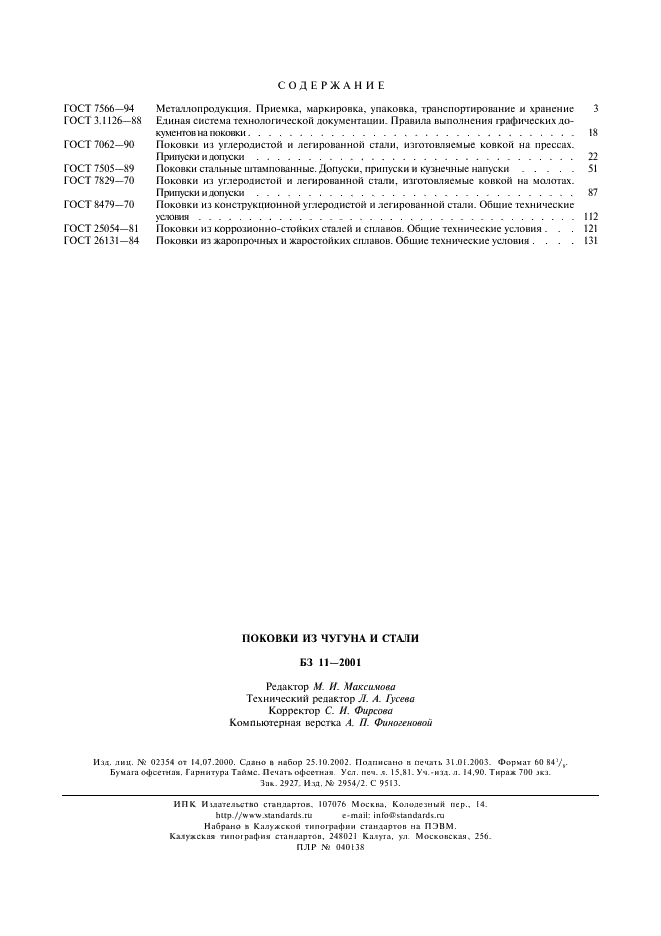 СОДЕРЖАНИЕ
ГОСТ 7566—94 Металлопродукция. Приемка, маркировка, упаковка, транспортирование и хранение 3
ГОСТ 3.1126—88 Единая система технологической документации. Правила выполнения графических до-
кументов на поковки . . . . . . . . . . . . . . . . . . . . . . . . . . . . 18
ГОСТ 7062—90 Поковки из углеродистой и легированной стали, изготовляемые ковкой на прессах.
Припуски и допуски . . . . . . . . . . . . . . . . . . . . . . . . . . . . 22
ГОСТ 7505—89 Поковки стальные штампованные. Допуски, припуски и кузнечные напуски . . . . . 51
ГОСТ 7829—70 Поковки из углеродистой и легированной стали, изготовляемые ковкой на молотах.
Припуски и допуски . . . . . . . . . . . . . . . . . . . . . . . . . . . . 87
ГОСТ 8479—70 Поковки из конструкционной углеродистой и легированной стали. Общие технические
условия . . . . . . . . . . . . . . . . . . . . . . . . . . . . . . . . . 112
ГОСТ 25054—81 Поковки из коррозионно-стойких сталей и сплавов. Общие технические условия . . . 121
ГОСТ 26131—84 Поковки из жаропрочных и жаростойких сплавов. Общие технические условия . . . . 131
ПОКОВКИ ИЗ ЧУГУНА И СТАЛИ
БЗ 11—2001
Редактор М. И. Максимова
Технический редактор Л. А. Гусева
Корректор С. И. Фирсова
Компьютерная верстка А. П. Финогеновой
Изд. лиц. № 02354 от 14.07.2000. Сдано в набор 25.10.2002. Подписано в печать 31.01.2003. Формат 60 84 1/8.
Бумага офсетная. Гарнитура Таймс. Печать офсетная. Усл. печ. л. 15,81. Уч.-изд. л. 14,90. Тираж 700 экз.
Зак. 2927. Изд. № 2954/2. С 9513.
ИПК Издательство стандартов, 107076 Москва, Колодезный пер., 14.
http://www.standards.ru e-mail: info@standards.ru
Набрано в Калужской типографии стандартов на ПЭВМ.
Калужская типография стандартов, 248021 Калуга, ул. Московская, 256.
ПЛР № 040138